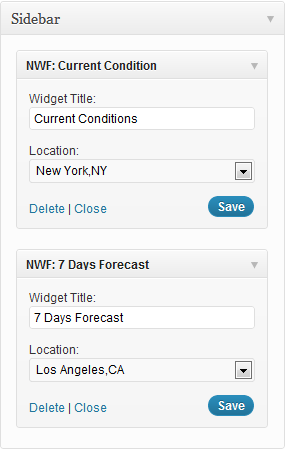 Sidebar
NWF: Current Condition
Widget Title:
Current Conditions
Location:
New York,NY
Delete | Close
Save
NWF: 7 Days Forecast
Widget Title:
7 Days Forecast
Location:
Los Angeles,CA
Delete | Close
Save